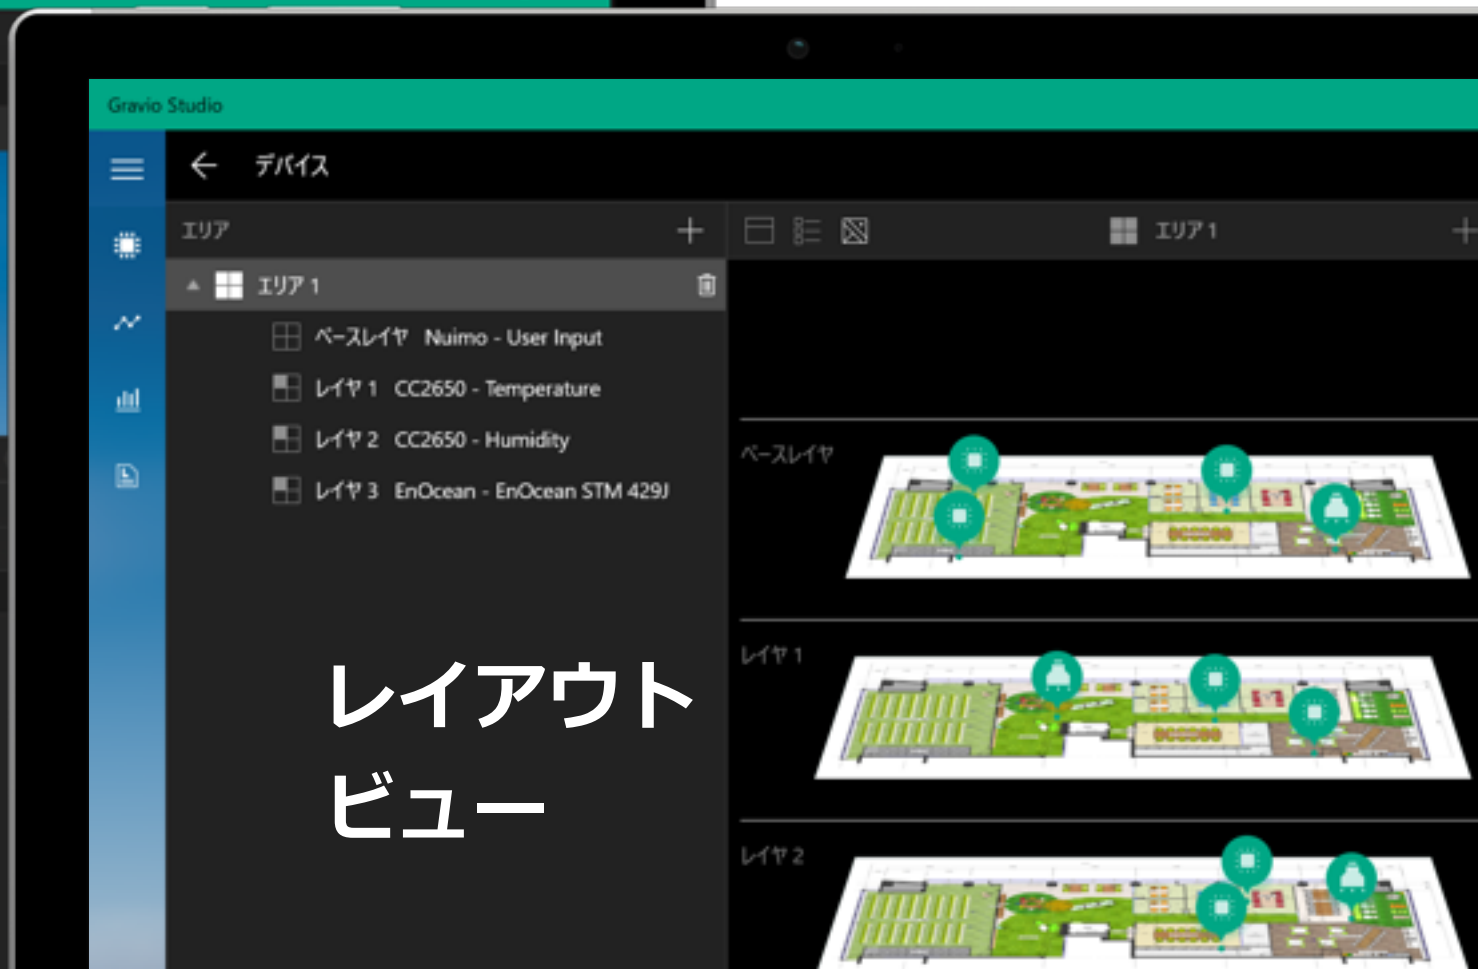 Gravio Studio
デバイス
エリア
エリア 1
エリア 1
ベースレイヤ Nuimo - User Input
レイヤ 1 CC2650 - Temperature
レイヤ 2 CC2650 - Humidity
レイヤ 3 EnOcean - EnOcean STM 429J
ベースレイヤ
レイヤ 1
レイヤ 2
レイアウト
ビュー